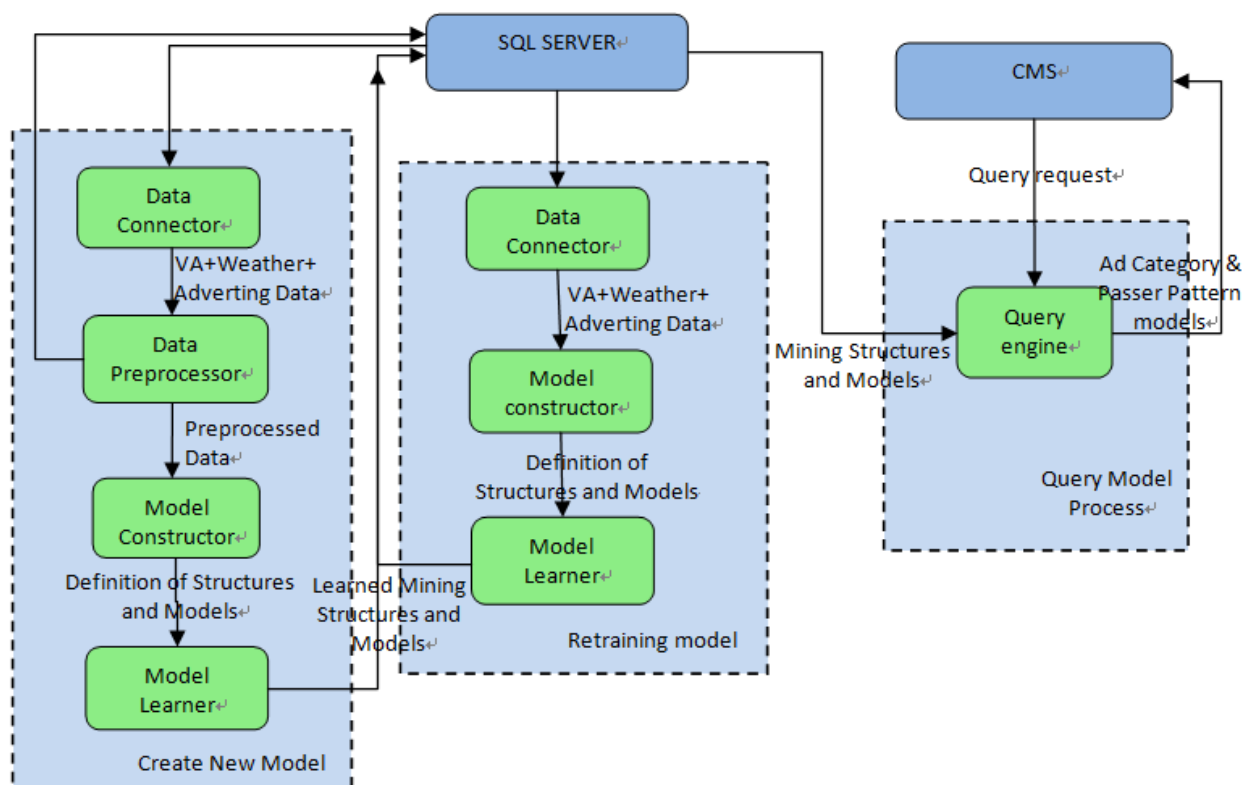 SQL SERVER
CMS
Data
Connector
VA+Weather+
Adverting Data
Data
Preprocessor
Preprocessed
Data
Model
Constructor
Definition of Structures
and Models
Model
Learner
Create New Model
Data
Connector
VA+Weather+
Adverting Data
Model
constructor
Definition of
Structures and Models
Model
Learner
Learned Mining
Structures and
Models
Retraining model
Query request
Ad Category &
Passer Pattern
models
Query
engine
Mining Structures
and Models
Query Model
Process